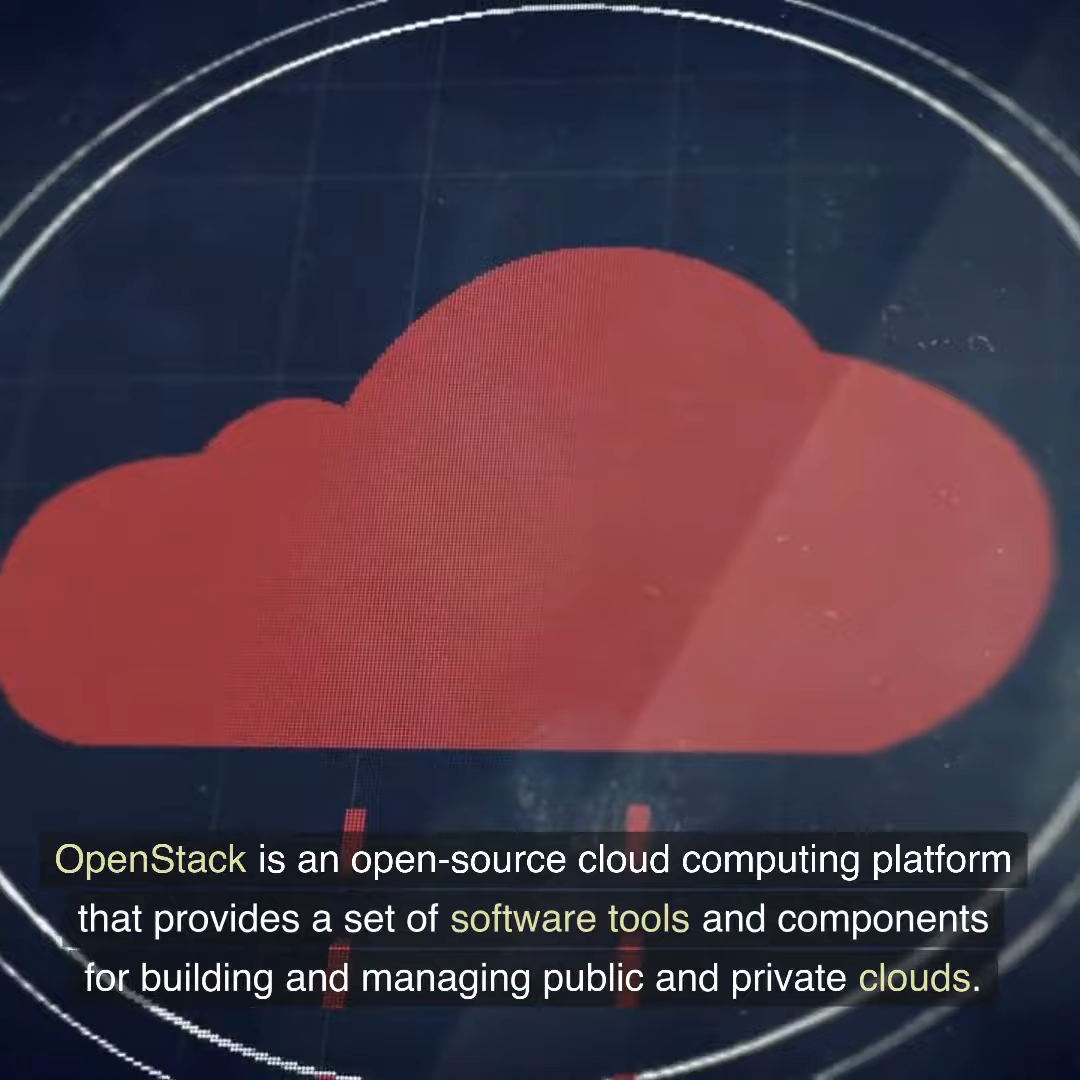 OpenStack is an open-source cloud computing platform
that provides a set of software tools and components
for building and managing public and private clouds.